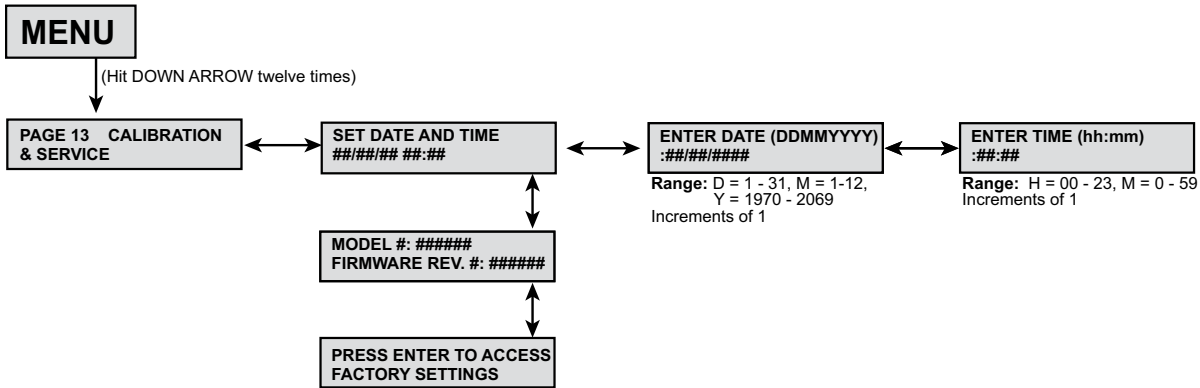 MENU
(Hit DOWN ARROW twelve times)
PAGE 13 CALIBRATION
& SERVICE
SET DATE AND TIME
##/##/## ##:##
ENTER DATE (DDMMYYYY)
:##/##/####
Range: D = 1 - 31, M = 1-12,
Y = 1970 - 2069
Increments of 1
ENTER TIME (hh:mm)
:##:##
Range: H = 00 - 23, M = 0 - 59
Increments of 1
MODEL #: ######
FIRMWARE REV. #: ######
PRESS ENTER TO ACCESS
FACTORY SETTINGS